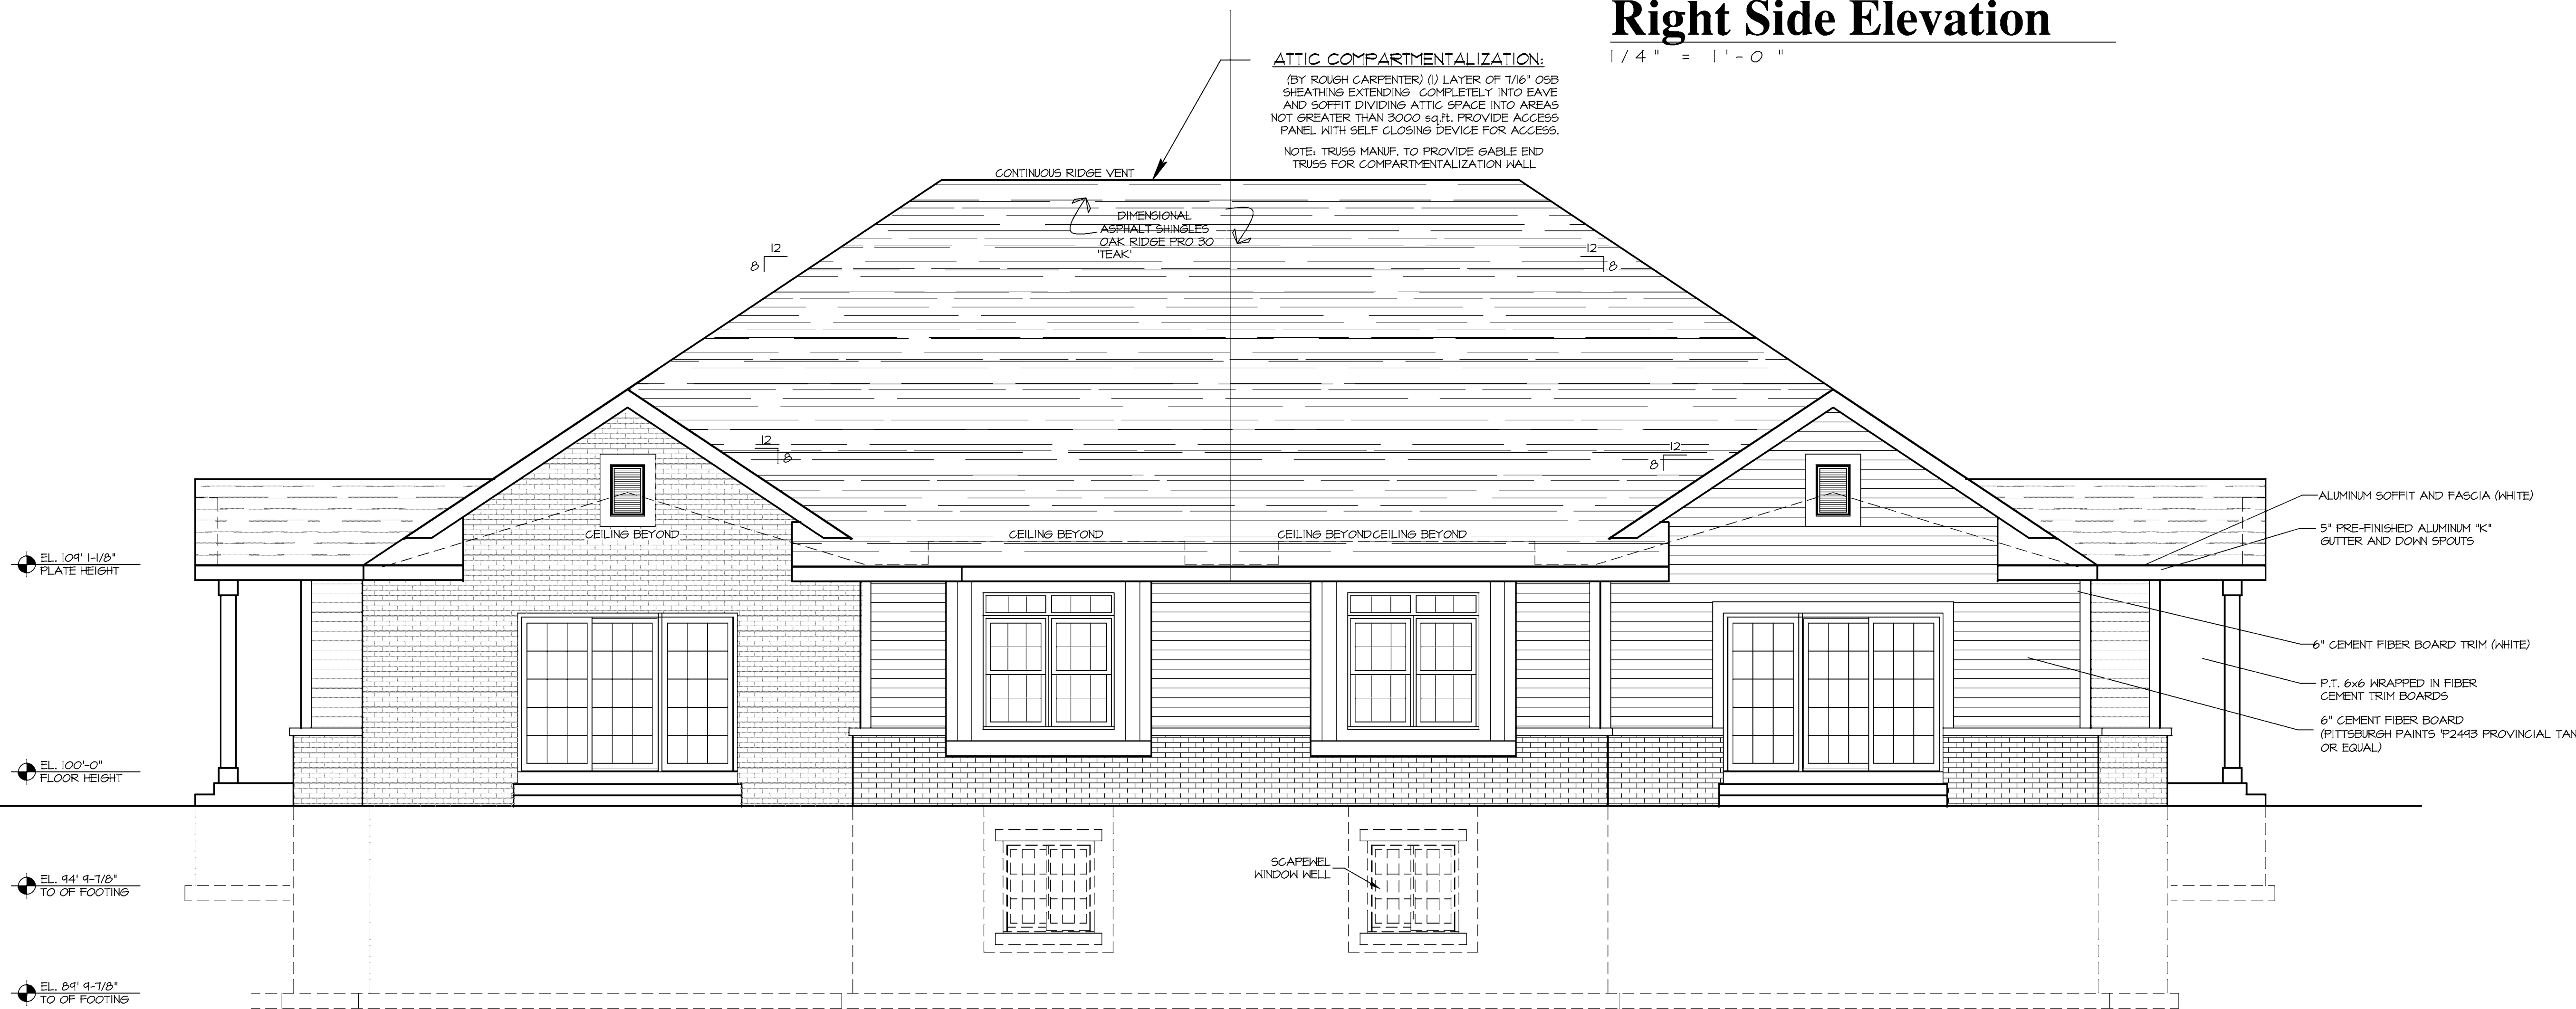 Right Side Elevation
1/4" = 1'-0 "
ATTIC COMPARTMENTALIZATION:
(BY ROUGH CARPENTER) (1) LAYER OF 7/16" OSB
SHEATHING EXTENDING COMPLETELY INTO EAVE
AND SOFFIT DIVIDING ATTIC SPACE INTO AREAS
NOT GREATER THAN 3000 sq.ft. PROVIDE ACCESS
PANEL WITH SELF CLOSING DEVICE FOR ACCESS.
NOTE: TRUSS MANUF. TO PROVIDE GABLE END
TRUSS FOR COMPARTMENTALIZATION WALL
CONTINUOUS RIDGE VENT
DIMENSIONAL
ASPHALT SHINGLES
OAK RIDGE PRO 30
'TEAK'
12
8
12
8
12
8
12
8
CEILING BEYOND
CEILING BEYOND
CEILING BEYOND
CEILING BEYOND
EL. 109' 1-1/8"
PLATE HEIGHT
EL. 100'-0"
FLOOR HEIGHT
EL. 94' 9-7/8"
TO OF FOOTING
EL. 89' 9-7/8"
TO OF FOOTING
ALUMINUM SOFFIT AND FASCIA (WHITE)
5" PRE-FINISHED ALUMINUM "K"
GUTTER AND DOWN SPOUTS
6" CEMENT FIBER BOARD TRIM (WHITE)
P.T. 6x6 WRAPPED IN FIBER
CEMENT TRIM BOARDS
6" CEMENT FIBER BOARD
(PITTSBURGH PAINTS 'P2493 PROVINCIAL TAN
OR EQUAL)
SCAPEWEL
WINDOW WELL